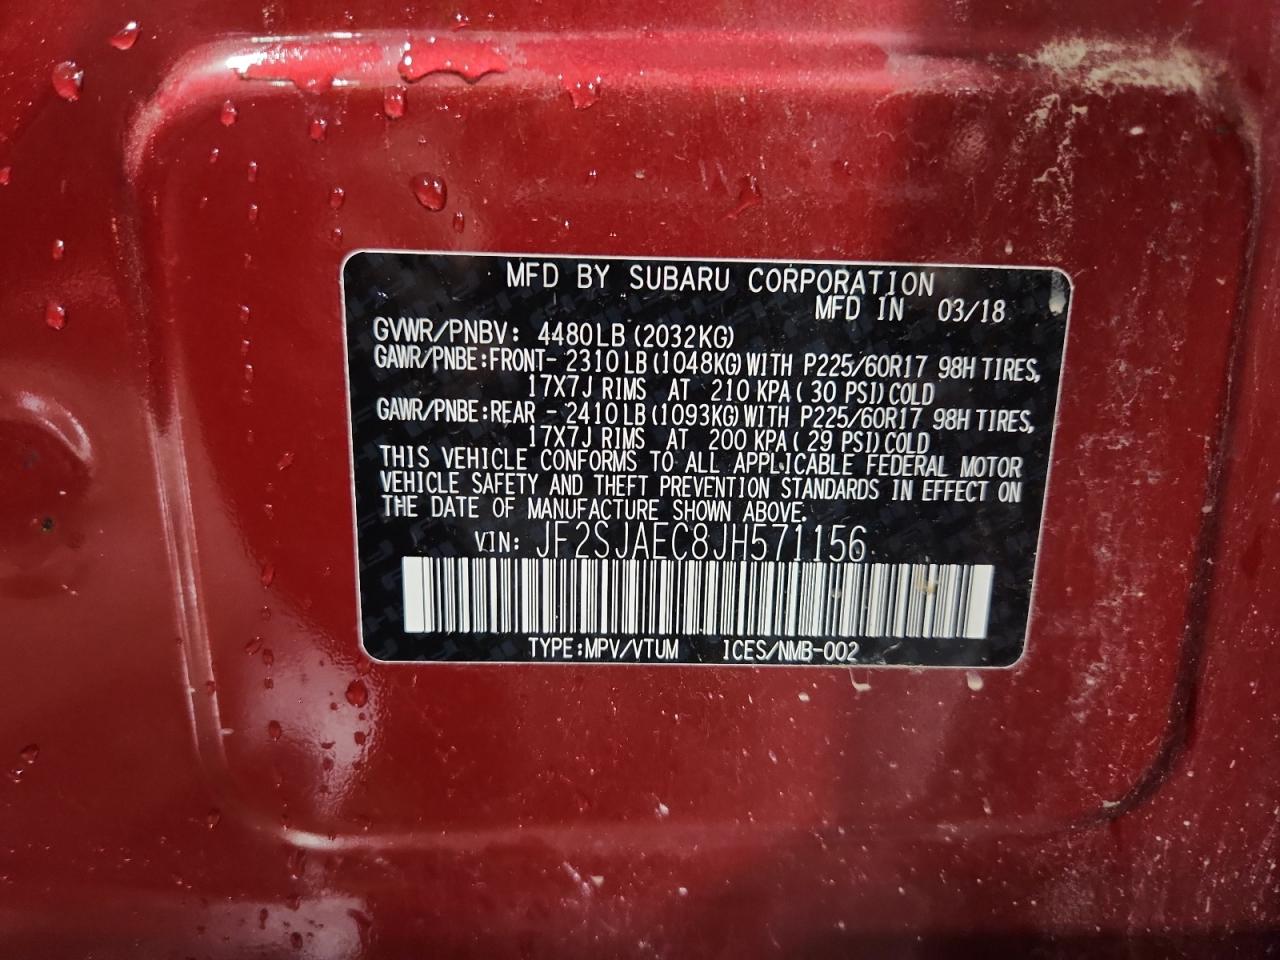 MFD BY SUBARU CORPORATION
MFD IN 03/18
GVWR/PNBV: 4480LB (2032KG)
GAWR/PNBE:FRONT- 2310 LB (1048KG) WITH P225/60R17 98H TIRES,
17X7J RIMS AT 210 KPA ( 30 PSI) COLD
GAWR/PNBE:REAR - 2410 LB (1093KG) WITH P225/60R17 98H TIRES,
17X7J RIMS AT 200 KPA ( 29 PSI) COLD
THIS VEHICLE CONFORMS TO ALL APPLICABLE FEDERAL MOTOR
VEHICLE SAFETY AND THEFT PREVENTION STANDARDS IN EFFECT ON
THE DATE OF MANUFACTURE SHOWN ABOVE.
VIN: JF2SJAEC8JH571156
TYPE:MPV/VTUM ICES/NMB-002